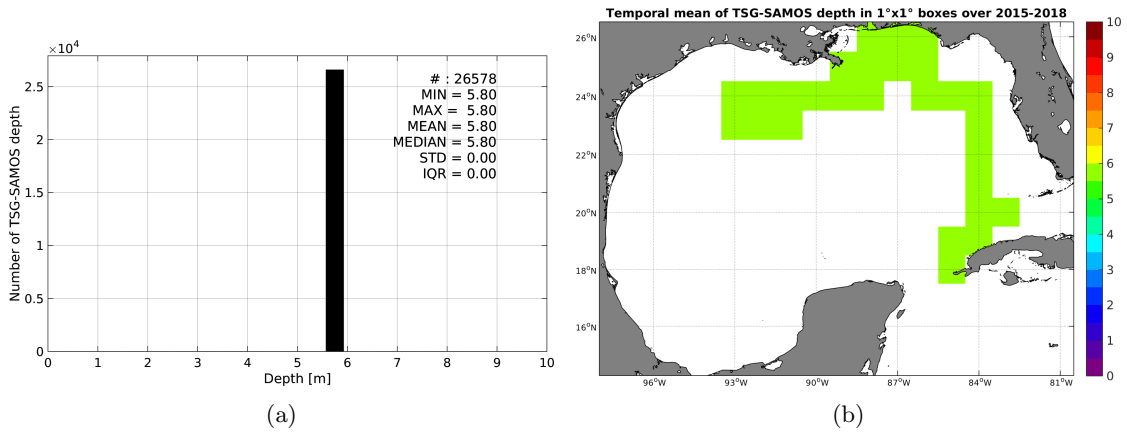 Temporal mean of TSG-SAMOS depth in 1°x1° boxes over 2015-2018
×10⁴
2.5
2
1.5
1
0.5
0
Number of TSG-SAMOS depth
# : 26578
MIN = 5.80
MAX = 5.80
MEAN = 5.80
MEDIAN = 5.80
STD = 0.00
IQR = 0.00
0 1 2 3 4 5 6 7 8 9 10
Depth [m]
26°N
24°N
22°N
20°N
18°N
16°N
96°W 93°W 90°W 87°W 84°W 81°W
10
9
8
7
6
5
4
3
2
1
0
(a) (b)